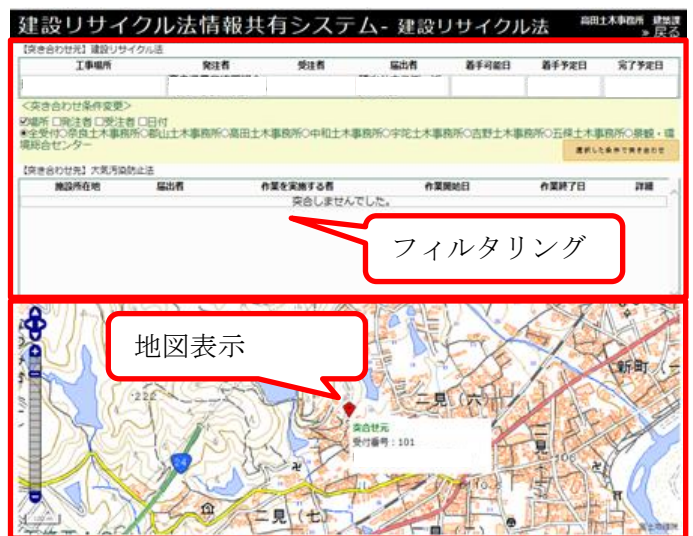 建設リサイクル法情報共有システム- 建設リサイクル法
高田土木事務所 建築課
» 戻る
【突き合わせ元】建設リサイクル法
工事場所 発注者 受注者 届出者 着手可能日 着手予定日 完了予定日
<突き合わせ条件変更>
☑場所 □発注者 □受注者 □日付
◉全受付○奈良土木事務所○郡山土木事務所○高田土木事務所○中和土木事務所○宇陀土木事務所○吉野土木事務所○五條土木事務所○景観・環
境総合センター
選択した条件で突き合わせ
【突き合わせ先】大気汚染防止法
施設所在地 届出者 作業を実施する者 作業開始日 作業終了日 詳細
突合しませんでした。
フィルタリング
地図表示
新町（一
222
二見（六）
突合せ元
受付番号：101
24
106
二見（七）